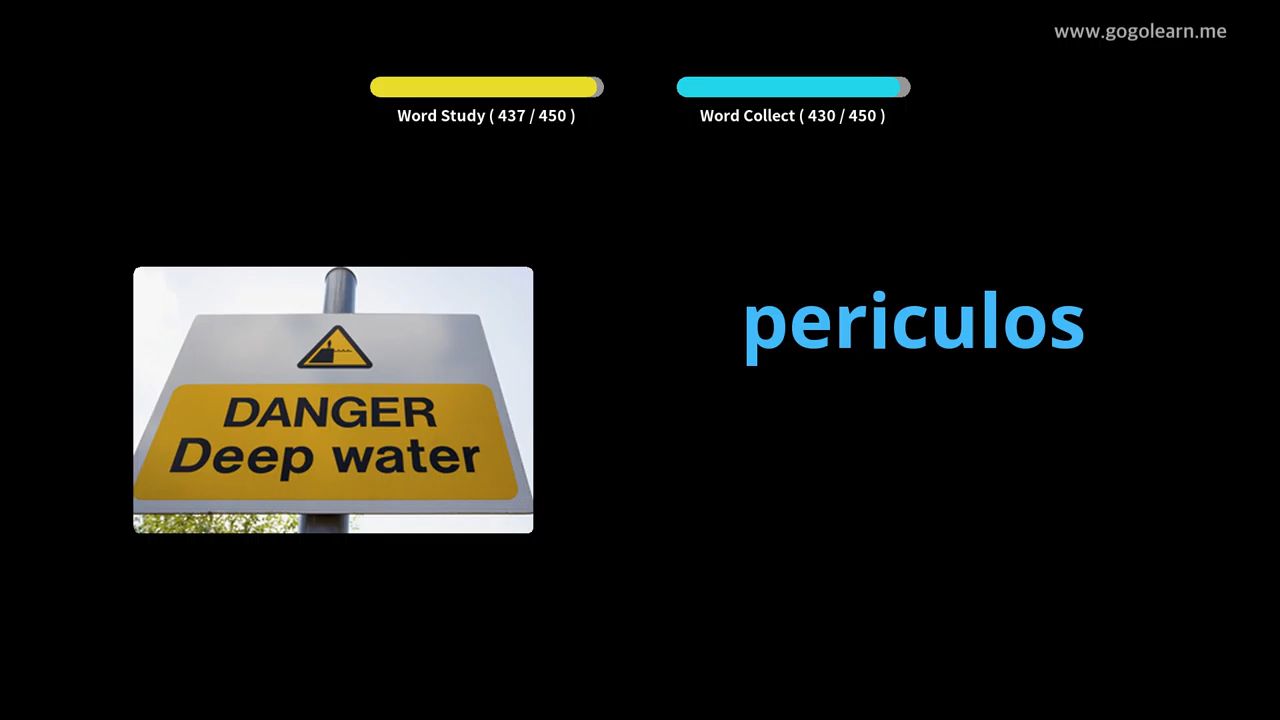 www.gogolearn.me
Word Study ( 437 / 450 )
Word Collect ( 430 / 450 )
periculos
DANGER
Deep water